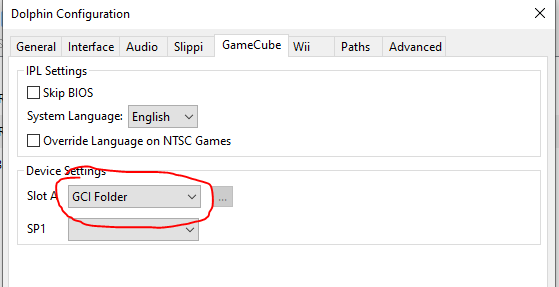 Dolphin Configuration
General Interface Audio Slippi GameCube Wii Paths Advanced
IPL Settings
Skip BIOS
System Language: English
Override Language on NTSC Games
Device Settings
Slot A GCI Folder ...
SP1